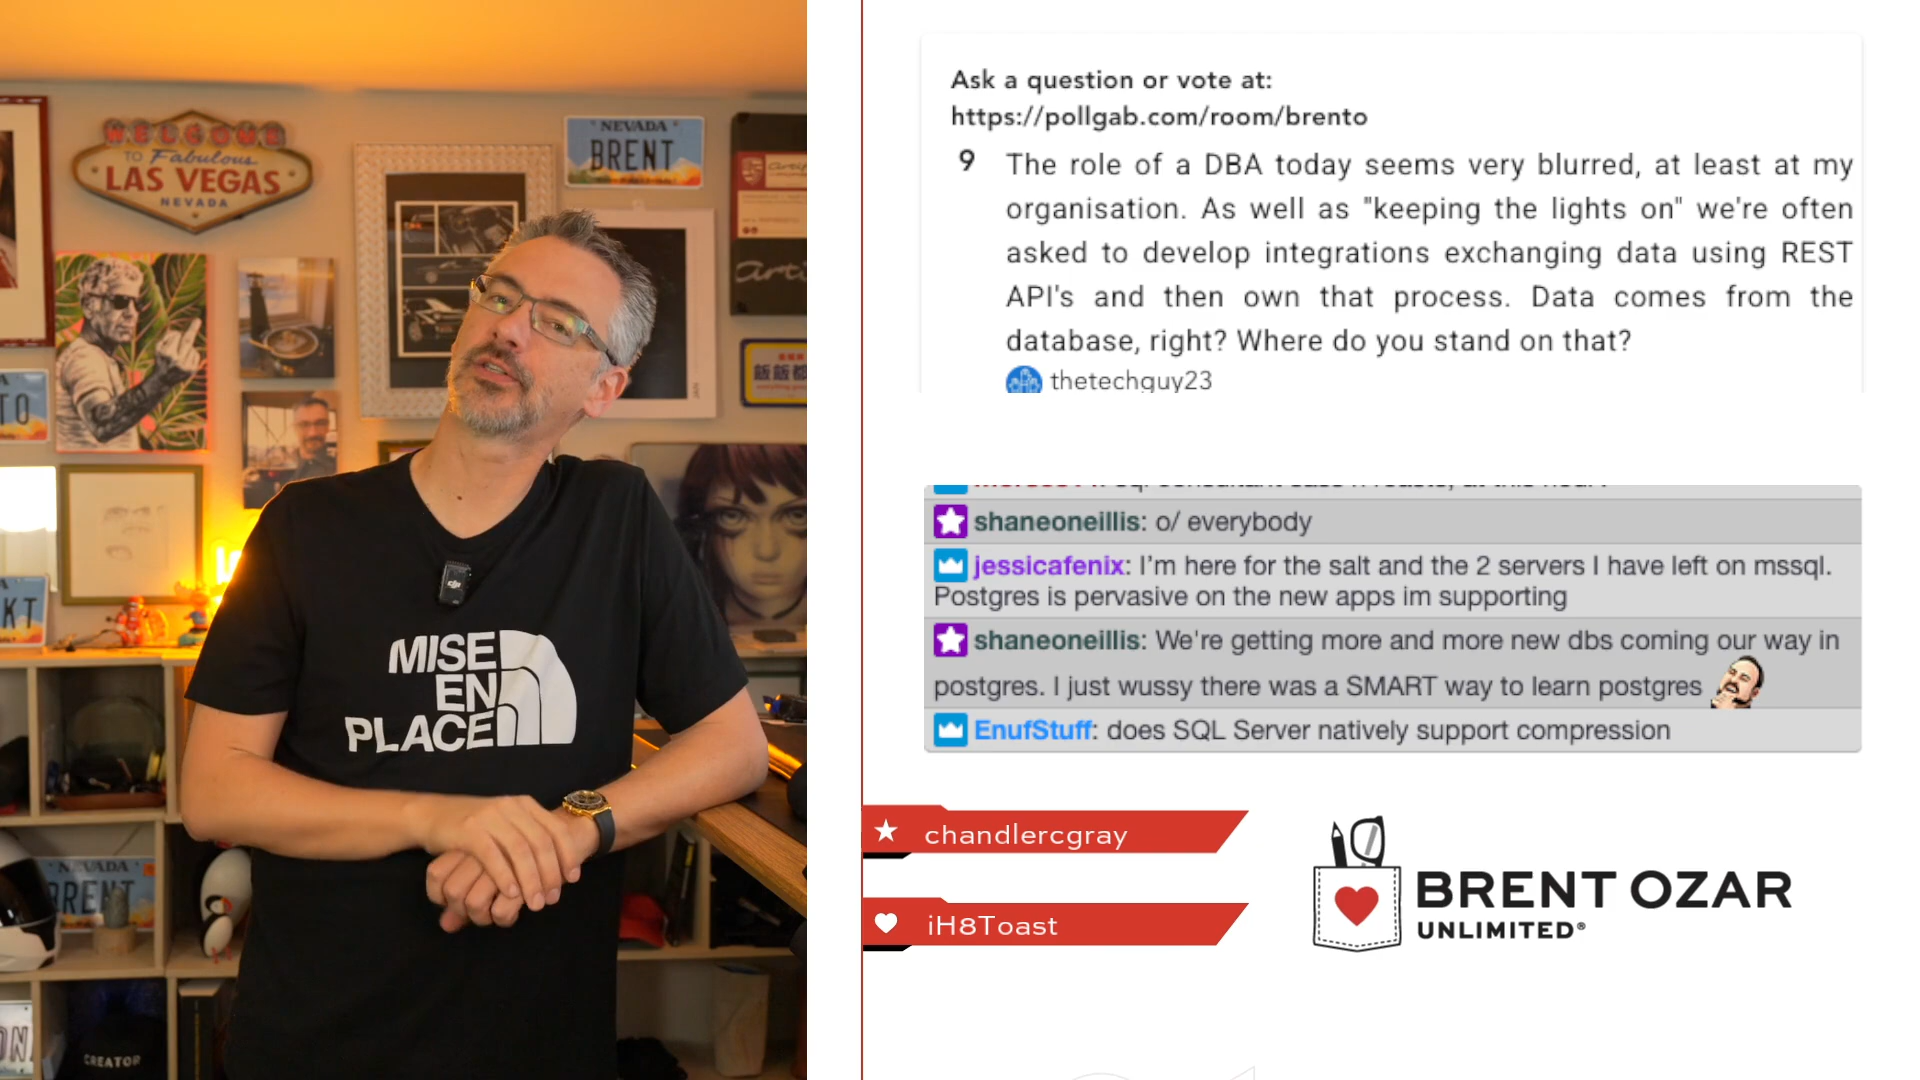 WELCOME
TO Fabulous
LAS VEGAS
NEVADA
NEVADA
BRENT
TO
KT
NEVADA
BRENT
CREATOR
MISE
EN
PLACE
Ask a question or vote at:
https://pollgab.com/room/brento
9 The role of a DBA today seems very blurred, at least at my
organisation. As well as "keeping the lights on" we're often
asked to develop integrations exchanging data using REST
API's and then own that process. Data comes from the
database, right? Where do you stand on that?
thetechguy23
shaneoneillis: o/ everybody
jessicafenix: I'm here for the salt and the 2 servers I have left on mssql.
Postgres is pervasive on the new apps im supporting
shaneoneillis: We're getting more and more new dbs coming our way in
postgres. I just wussy there was a SMART way to learn postgres
EnufStuff: does SQL Server natively support compression
chandlercgray
iH8Toast
BRENT OZAR
UNLIMITED®